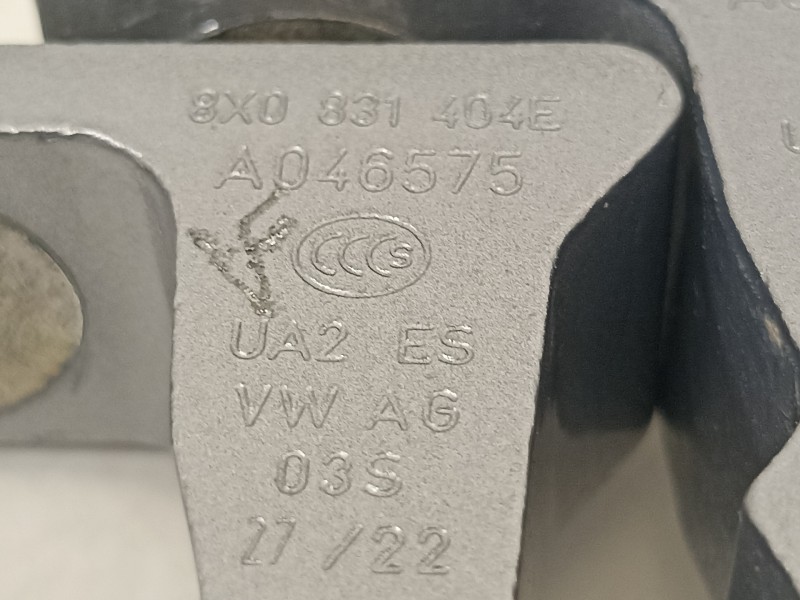 8X0 831 404E
A046575
CCCS
UA2 ES
VW AG
03S
27/22